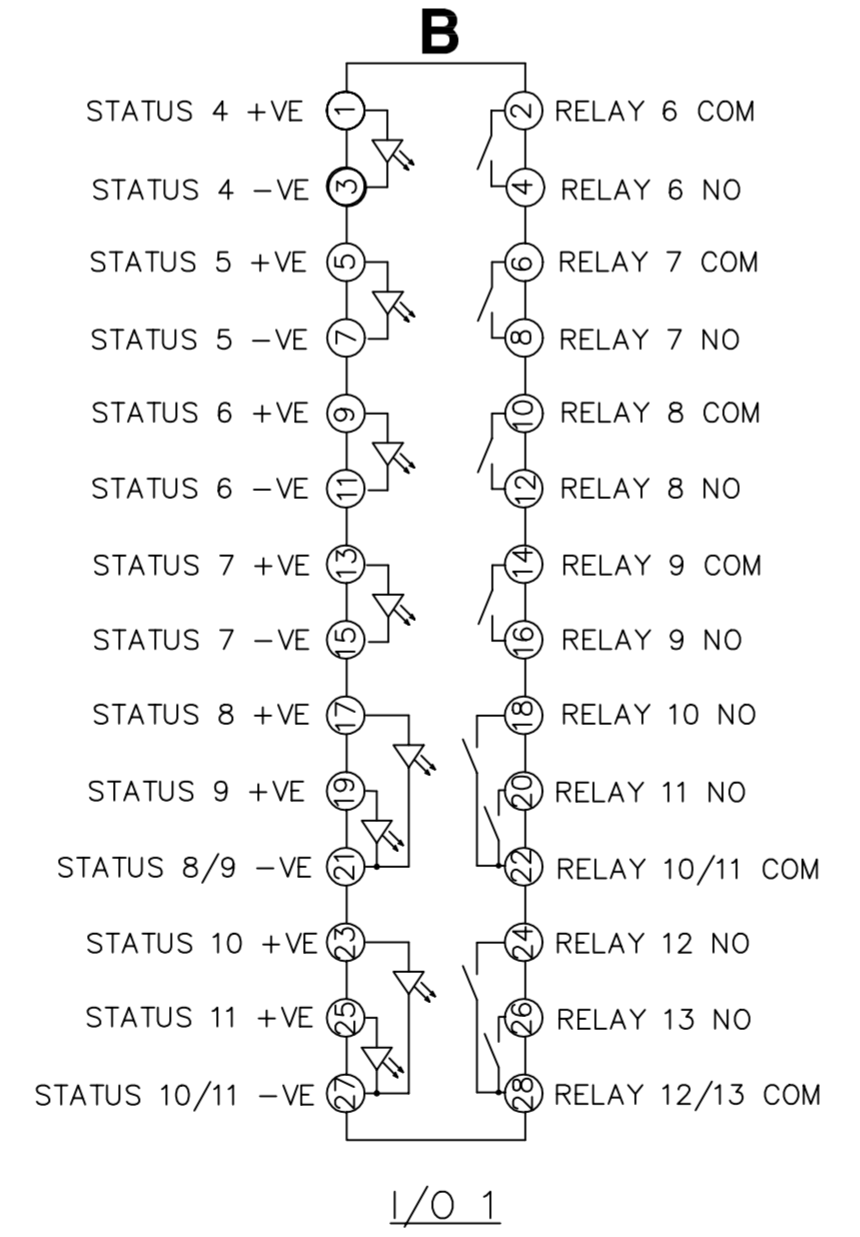 B
STATUS 4 +VE 1 2 RELAY 6 COM
STATUS 4 -VE 3 4 RELAY 6 NO
STATUS 5 +VE 5 6 RELAY 7 COM
STATUS 5 -VE 7 8 RELAY 7 NO
STATUS 6 +VE 9 10 RELAY 8 COM
STATUS 6 -VE 11 12 RELAY 8 NO
STATUS 7 +VE 13 14 RELAY 9 COM
STATUS 7 -VE 15 16 RELAY 9 NO
STATUS 8 +VE 17 18 RELAY 10 NO
STATUS 9 +VE 19 20 RELAY 11 NO
STATUS 8/9 -VE 21 22 RELAY 10/11 COM
STATUS 10 +VE 23 24 RELAY 12 NO
STATUS 11 +VE 25 26 RELAY 13 NO
STATUS 10/11 -VE 27 28 RELAY 12/13 COM
I/O 1